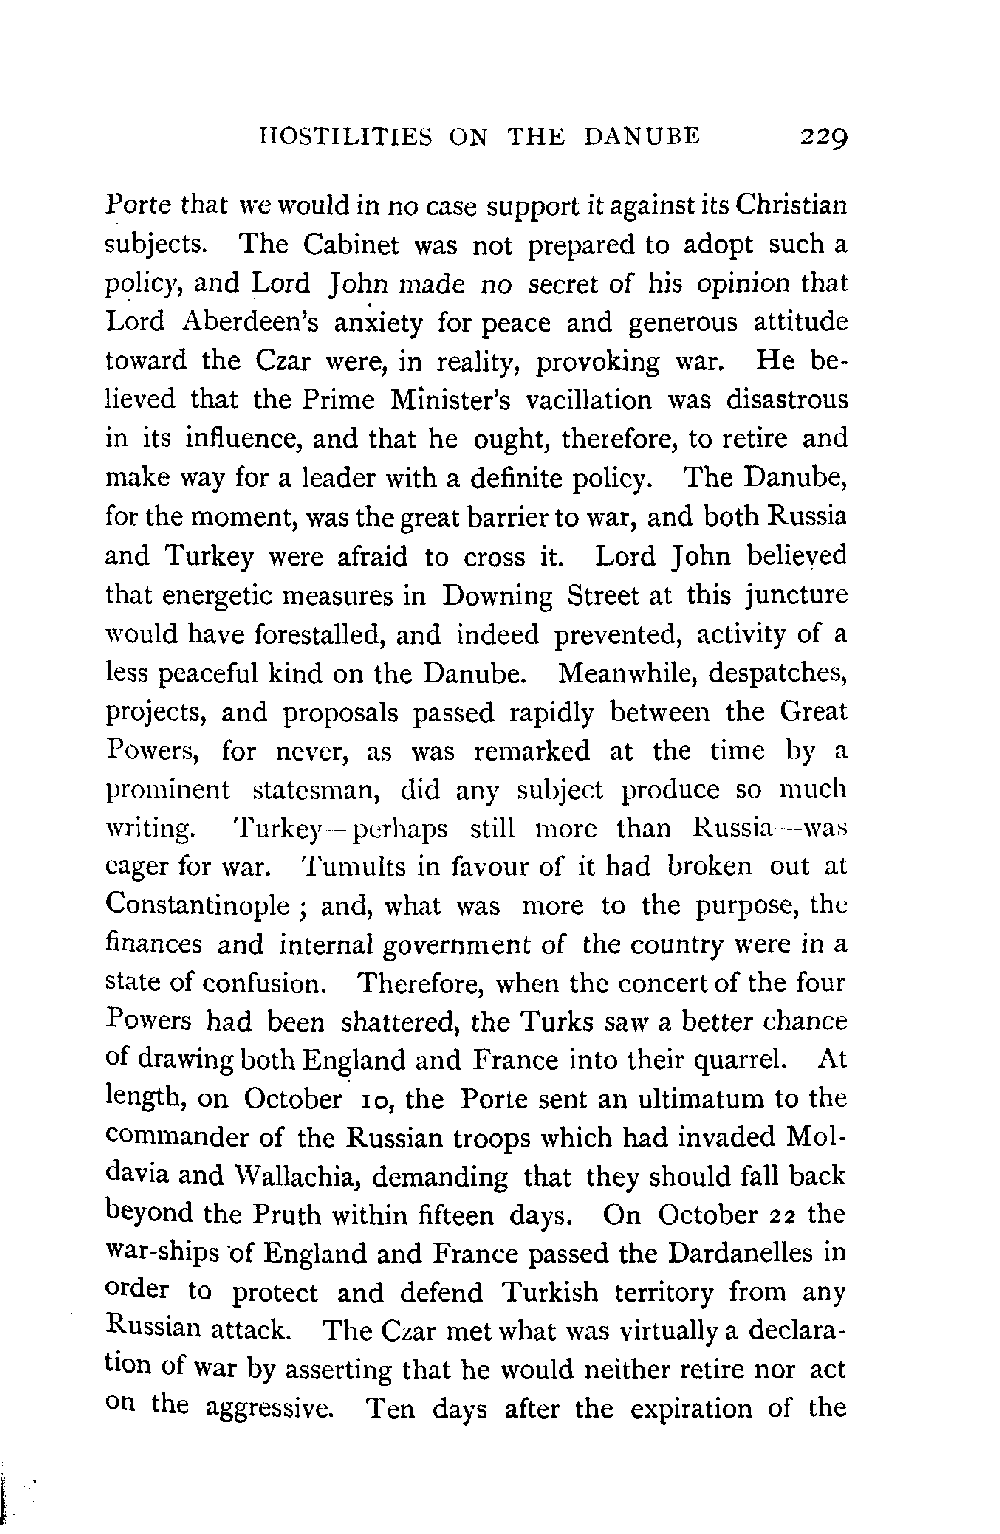 HOSTILITIES ON THE DANUBE 229
Porte that we would in no case support it against its Christian
subjects. The Cabinet was not prepared to adopt such a
policy, and Lord John made no secret of his opinion that
Lord Aberdeen's anxiety for peace and generous attitude
toward the Czar were, in reality, provoking war. He be-
lieved that the Prime Minister's vacillation was disastrous
in its influence, and that he ought, therefore, to retire and
make way for a leader with a definite policy. The Danube,
for the moment, was the great barrier to war, and both Russia
and Turkey were afraid to cross it. Lord John believed
that energetic measures in Downing Street at this juncture
would have forestalled, and indeed prevented, activity of a
less peaceful kind on the Danube. Meanwhile, despatches,
projects, and proposals passed rapidly between the Great
Powers, for never, as was remarked at the time by a
prominent statesman, did any subject produce so much
writing. Turkey—perhaps still more than Russia—was
eager for war. Tumults in favour of it had broken out at
Constantinople ; and, what was more to the purpose, the
finances and internal government of the country were in a
state of confusion. Therefore, when the concert of the four
Powers had been shattered, the Turks saw a better chance
of drawing both England and France into their quarrel. At
length, on October 10, the Porte sent an ultimatum to the
commander of the Russian troops which had invaded Mol-
davia and Wallachia, demanding that they should fall back
beyond the Pruth within fifteen days. On October 22 the
war-ships of England and France passed the Dardanelles in
order to protect and defend Turkish territory from any
Russian attack. The Czar met what was virtually a declara-
tion of war by asserting that he would neither retire nor act
on the aggressive. Ten days after the expiration of the